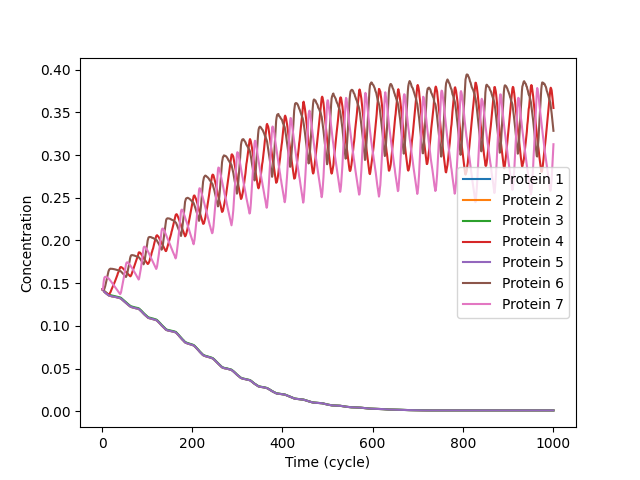 0.40
0.35
0.30
0.25
0.20
0.15
0.10
0.05
0.00
Concentration
Protein 1
Protein 2
Protein 3
Protein 4
Protein 5
Protein 6
Protein 7
0 200 400 600 800 1000
Time (cycle)